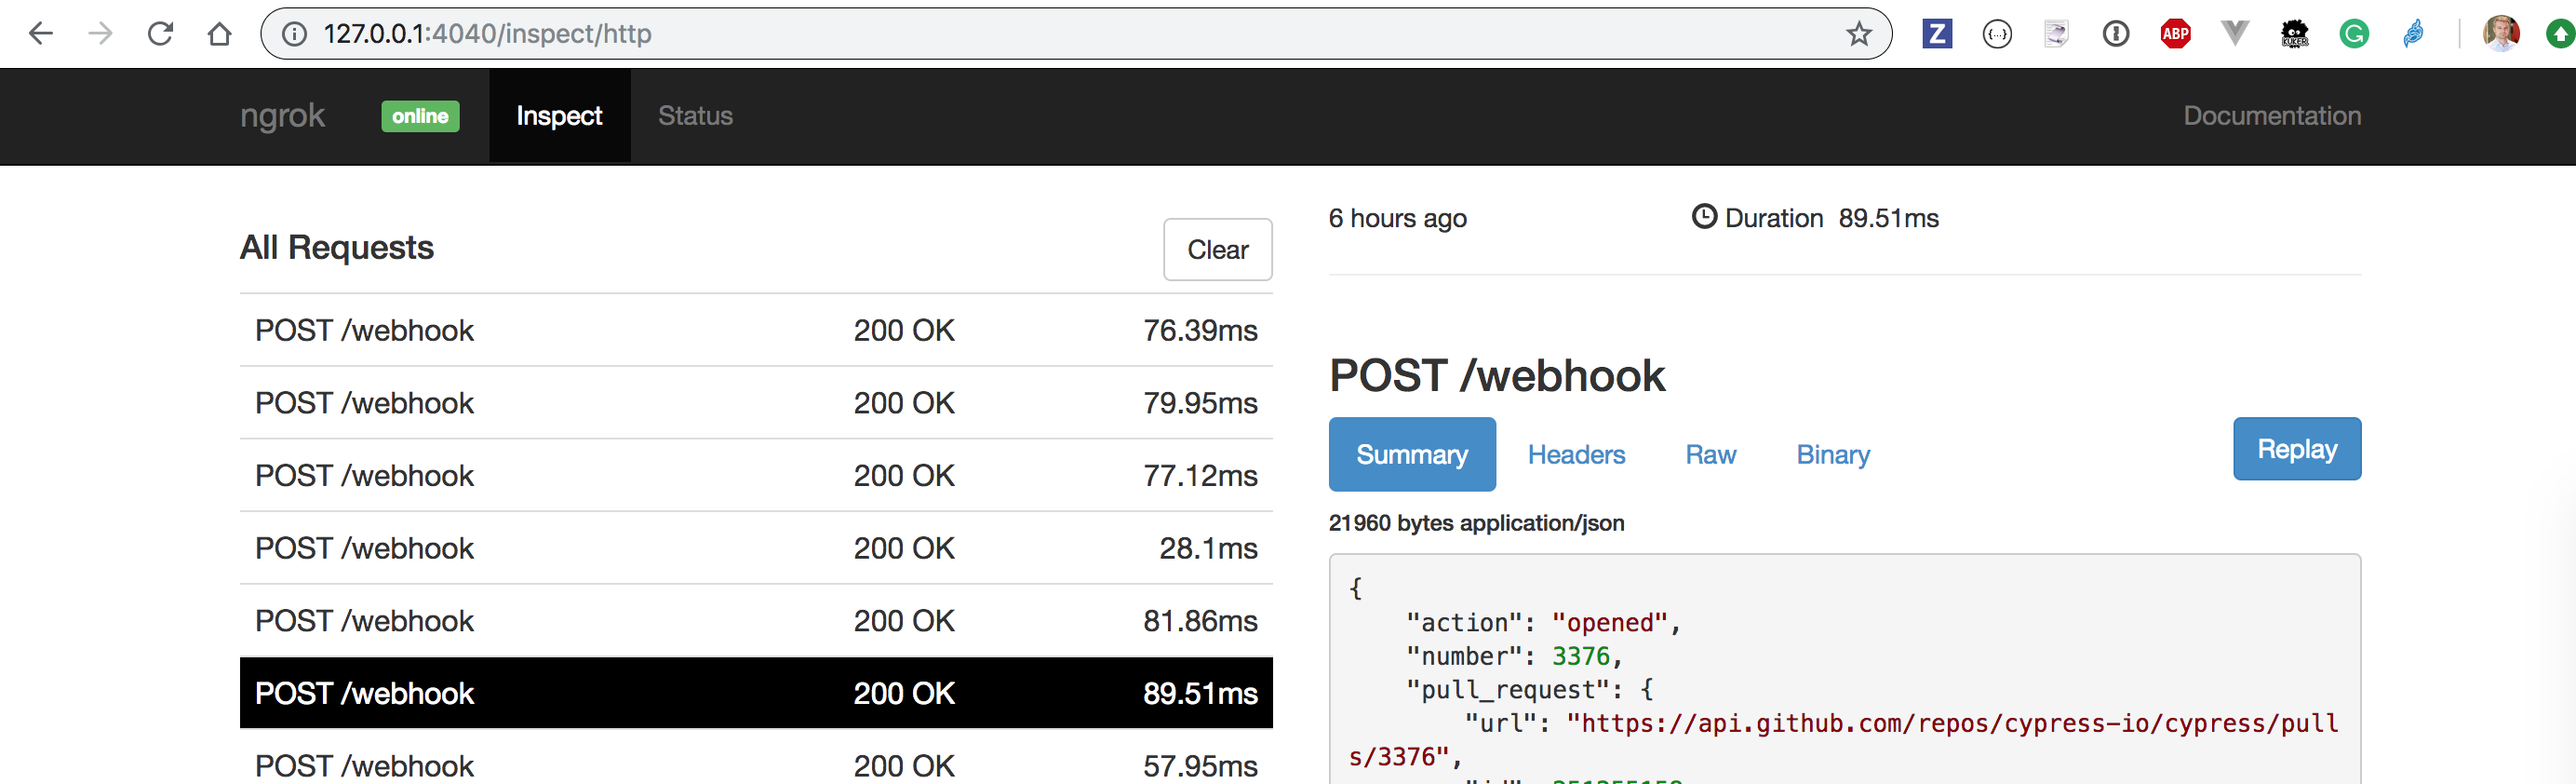 127.0.0.1:4040/inspect/http
Z
{...}
ABP
KUKER
G
ngrok online Inspect Status Documentation
All Requests
Clear
POST /webhook 200 OK 76.39ms
POST /webhook 200 OK 79.95ms
POST /webhook 200 OK 77.12ms
POST /webhook 200 OK 28.1ms
POST /webhook 200 OK 81.86ms
POST /webhook 200 OK 89.51ms
POST /webhook 200 OK 57.95ms
6 hours ago Duration 89.51ms
POST /webhook
Summary Headers Raw Binary Replay
21960 bytes application/json
{
"action": "opened",
"number": 3376,
"pull_request": {
"url": "https://api.github.com/repos/cypress-io/cypress/pull
s/3376",